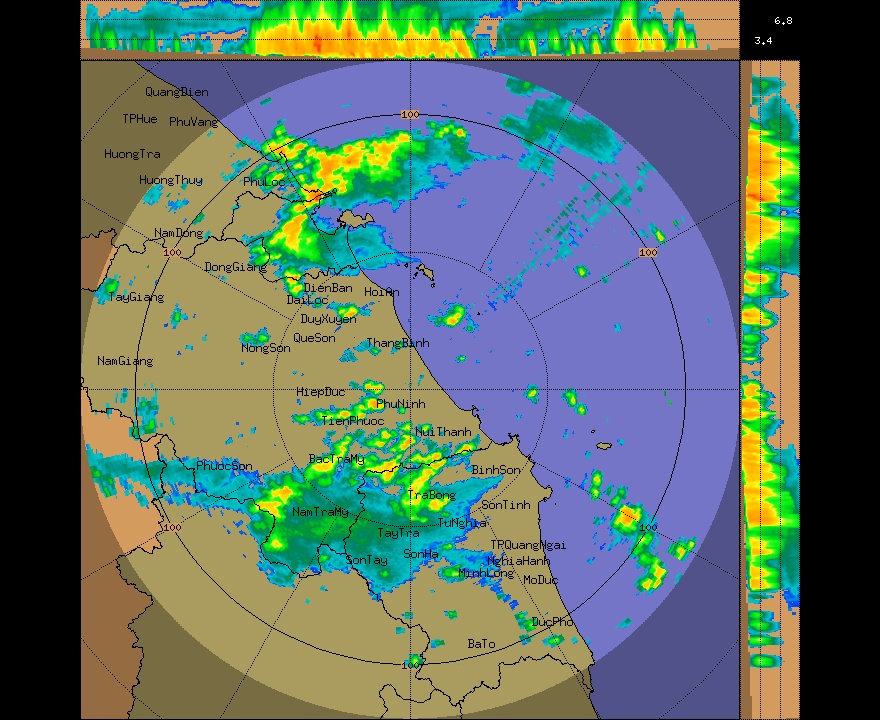 6.8
3.4
QuangDien
100
TPHue
PhuVang
HuongTra
HuongThuy
PhuLoc
NamDong
100
100
DongGiang
DienBan
HoiAn
TayGiang
DaiLoc
DuyXuyen
QueSon
ThangBinh
NongSon
NamGiang
HiepDuc
PhuNinh
TienPhuoc
NuiThanh
BacTraMy
PhuocSon
BinhSon
TraBong
SonTinh
NamTraMy
TuNghia
100
100
TayTra
TPQuangNgai
SonHa
SonTay
NghiaHanh
MinhLong
MoDuc
DucPho
BaTo
100